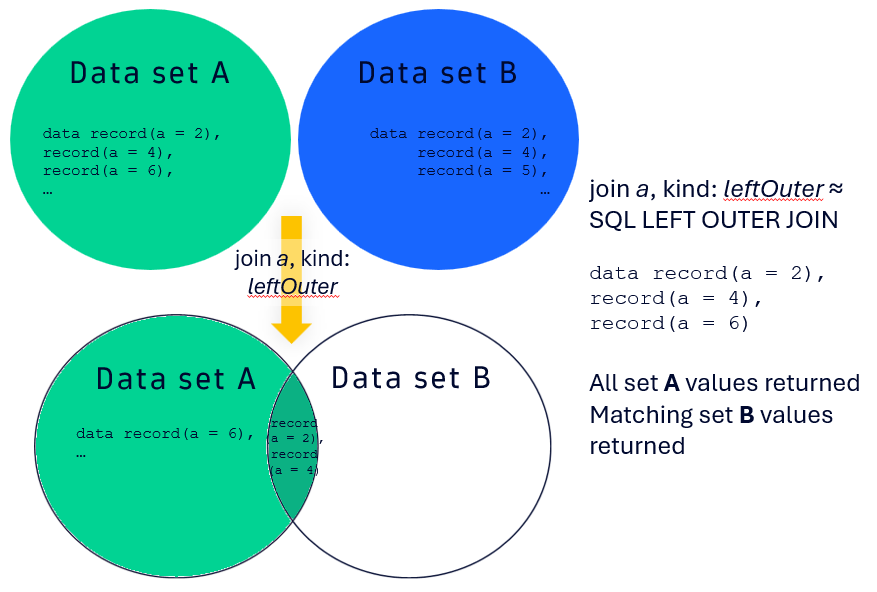 Data set A
data record(a = 2),
record(a = 4),
record(a = 6),
…
Data set B
data record(a = 2),
record(a = 4),
record(a = 5),
…
join a, kind:
leftOuter
Data set A
data record(a = 6),
…
record
(a = 2),
record
(a = 4)
Data set B
join a, kind: leftOuter ≈
SQL LEFT OUTER JOIN
data record(a = 2),
record(a = 4),
record(a = 6)
All set A values returned
Matching set B values
returned